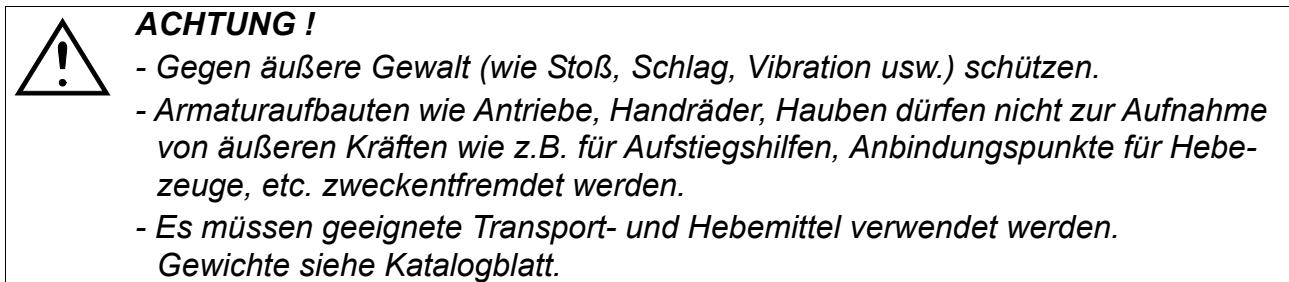 ACHTUNG !
- Gegen äußere Gewalt (wie Stoß, Schlag, Vibration usw.) schützen.
- Armaturaufbauten wie Antriebe, Handräder, Hauben dürfen nicht zur Aufnahme
von äußeren Kräften wie z.B. für Aufstiegshilfen, Anbindungspunkte für Hebe-
zeuge, etc. zweckentfremdet werden.
- Es müssen geeignete Transport- und Hebemittel verwendet werden.
Gewichte siehe Katalogblatt.